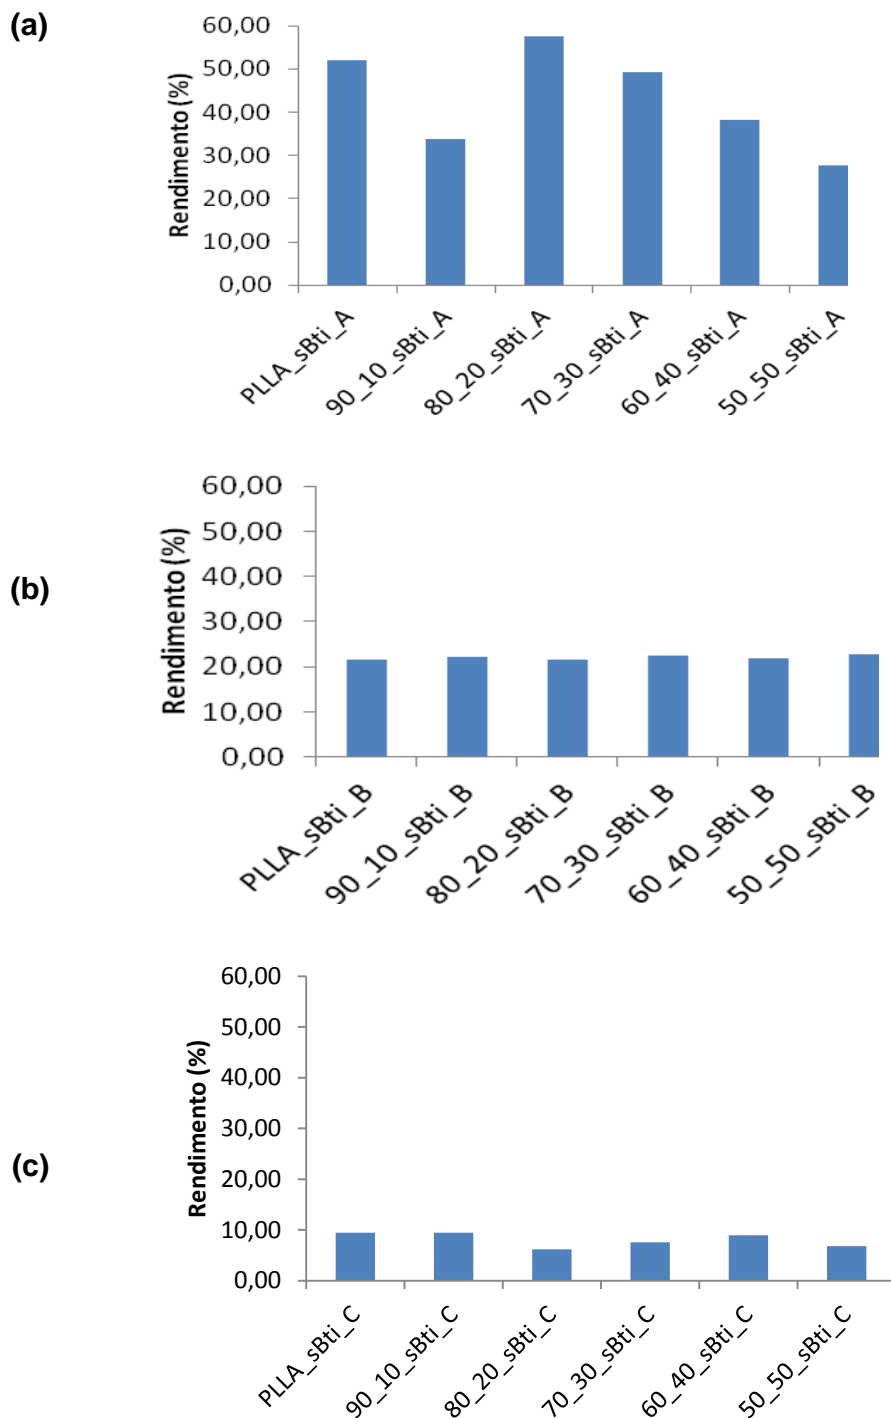 (a)
Rendimento (%)
60,00
50,00
40,00
30,00
20,00
10,00
0,00
PLLA_sBti_A
90_10_sBti_A
80_20_sBti_A
70_30_sBti_A
60_40_sBti_A
50_50_sBti_A
(b)
Rendimento (%)
60,00
50,00
40,00
30,00
20,00
10,00
0,00
PLLA_sBti_B
90_10_sBti_B
80_20_sBti_B
70_30_sBti_B
60_40_sBti_B
50_50_sBti_B
(c)
Rendimento (%)
60,00
50,00
40,00
30,00
20,00
10,00
0,00
PLLA_sBti_C
90_10_sBti_C
80_20_sBti_C
70_30_sBti_C
60_40_sBti_C
50_50_sBti_C